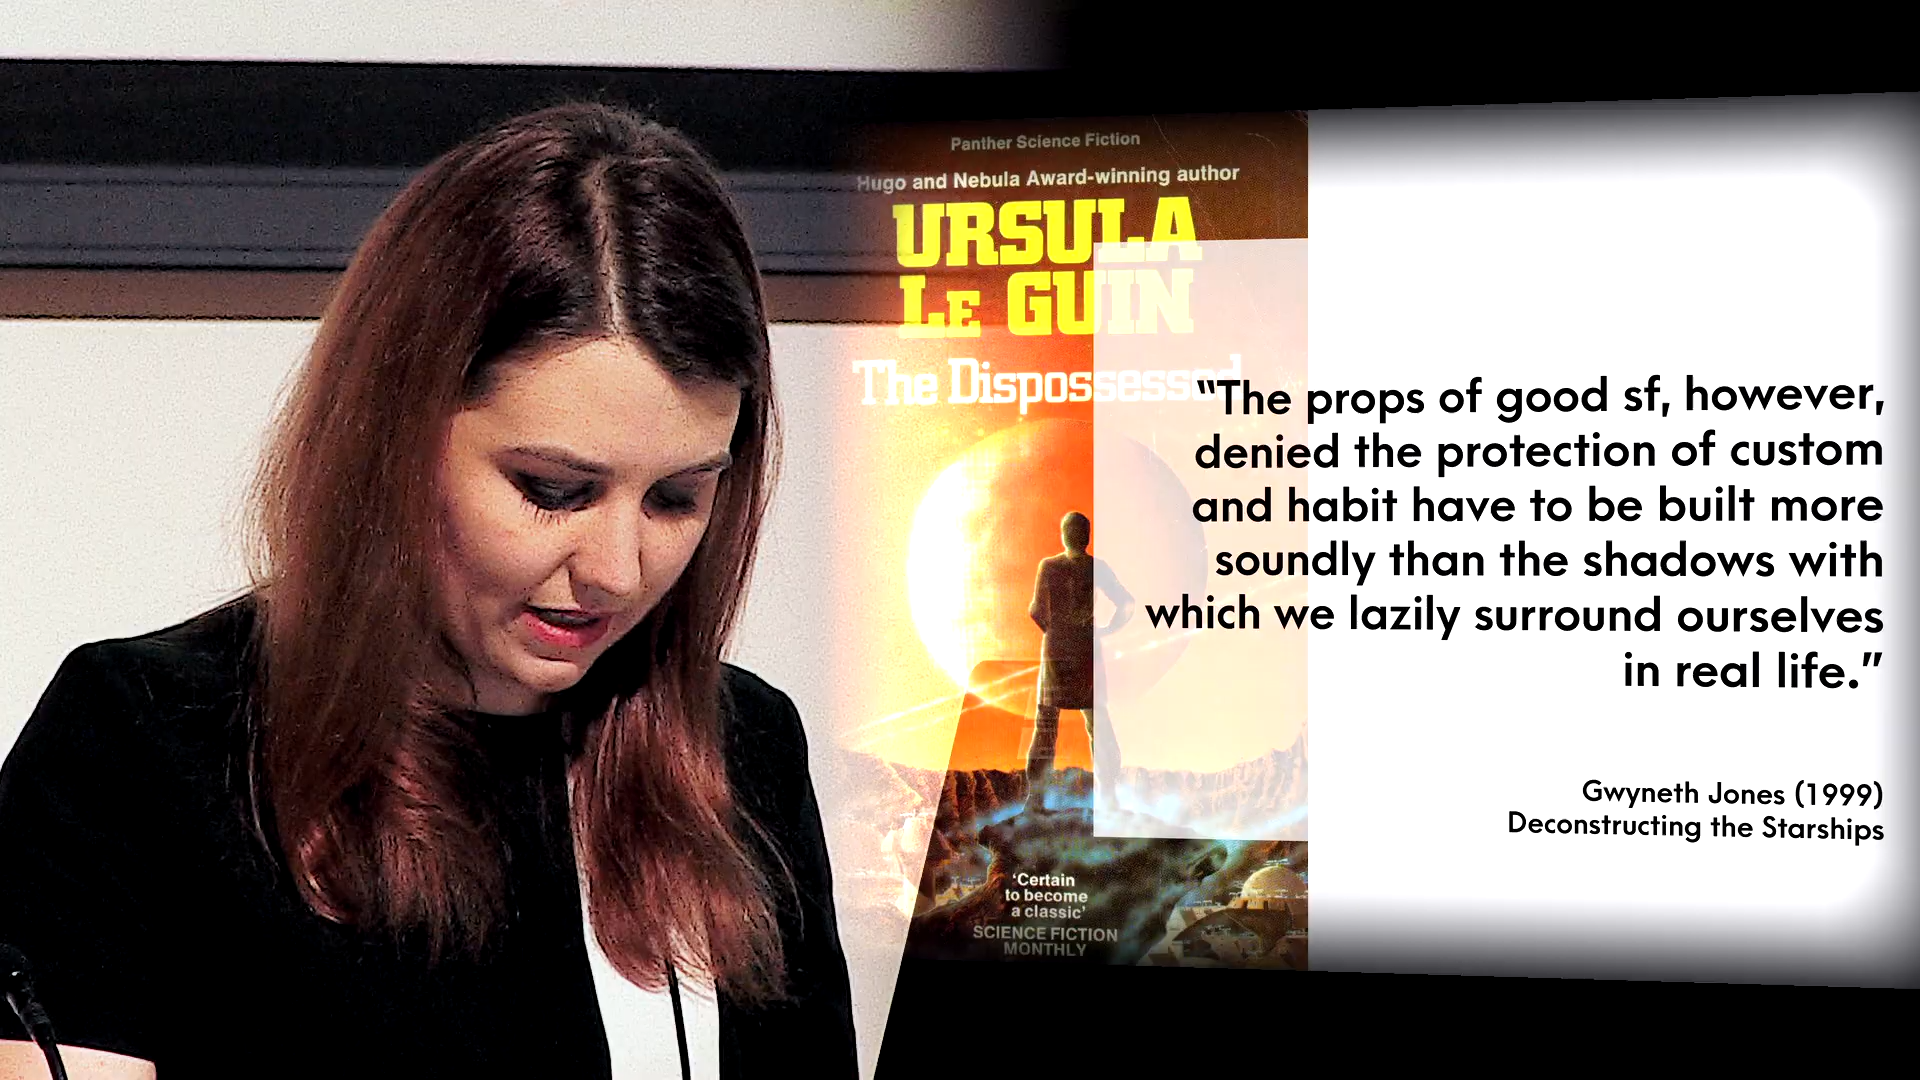 Panther Science Fiction
Hugo and Nebula Award-winning author
URSULA
LE GUIN
The Dispossessed
"The props of good sf, however,
denied the protection of custom
and habit have to be built more
soundly than the shadows with
which we lazily surround ourselves
in real life."
Gwyneth Jones (1999)
Deconstructing the Starships
'Certain
to become
a classic'
SCIENCE FICTION
MONTHLY